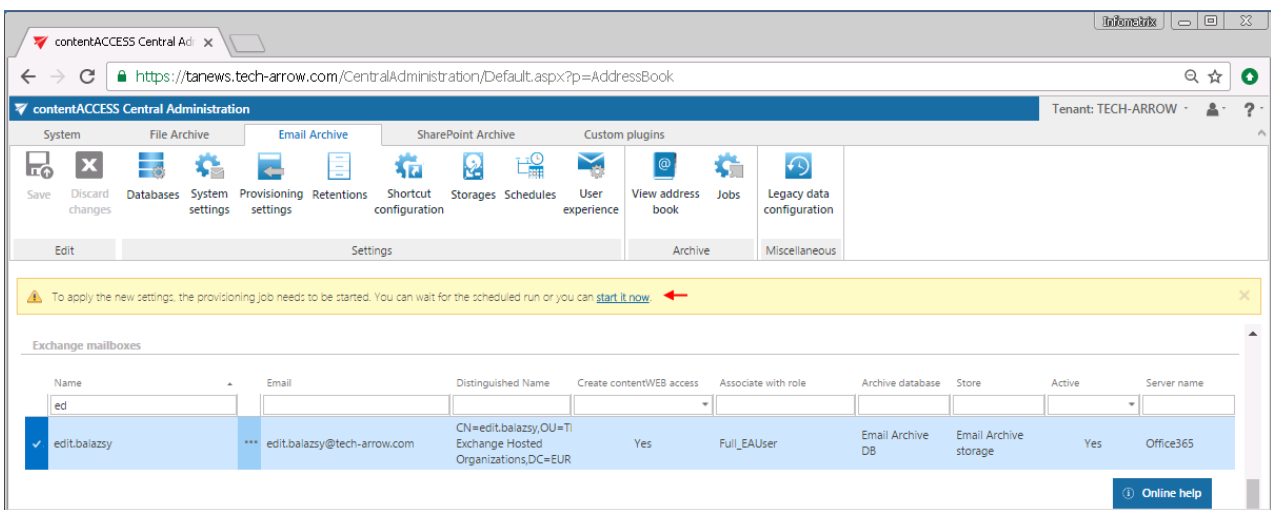 Infomatrix
contentACCESS Central Adr
https://tanews.tech-arrow.com/CentralAdministration/Default.aspx?p=AddressBook
contentACCESS Central Administration
Tenant: TECH-ARROW
?
System File Archive Email Archive SharePoint Archive Custom plugins
Save Discard Databases System Provisioning Retentions Shortcut Storages Schedules User View address Jobs Legacy data
changes settings settings configuration experience book configuration
Edit Settings Archive Miscellaneous
To apply the new settings, the provisioning job needs to be started. You can wait for the scheduled run or you can start it now.
Exchange mailboxes
Name Email Distinguished Name Create contentWEB access Associate with role Archive database Store Active Server name
ed
CN=edit.balazsy,OU=TI
edit.balazsy ••• edit.balazsy@tech-arrow.com Exchange Hosted Yes Full_EAUser Email Archive Email Archive Yes Office365
Organizations,DC=EUR DB storage
Online help